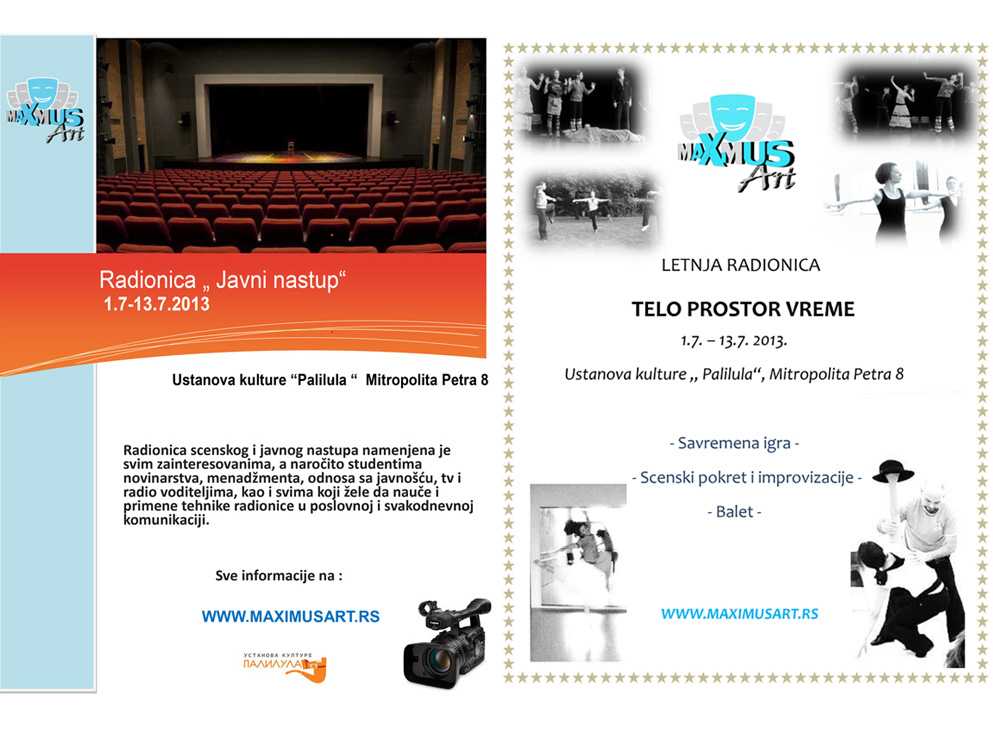 MAXMUS
Art
Radionica „ Javni nastup“
1.7-13.7.2013
Ustanova kulture “Palilula “ Mitropolita Petra 8
Radionica scenskog i javnog nastupa namenjena je
svim zainteresovanima, a naročito studentima
novinarstva, menadžmenta, odnosa sa javnošću, tv i
radio voditeljima, kao i svima koji žele da nauče i
primene tehnike radionice u poslovnoj i svakodnevnoj
komunikaciji.
Sve informacije na :
WWW.MAXIMUSART.RS
УСТАНОВА КУЛТУРЕ
ПАЛИЛУЛА
MAXMUS
Art
LETNJA RADIONICA
TELO PROSTOR VREME
1.7. – 13.7. 2013.
Ustanova kulture „ Palilula“, Mitropolita Petra 8
- Savremena igra -
- Scenski pokret i improvizacije -
- Balet -
WWW.MAXIMUSART.RS